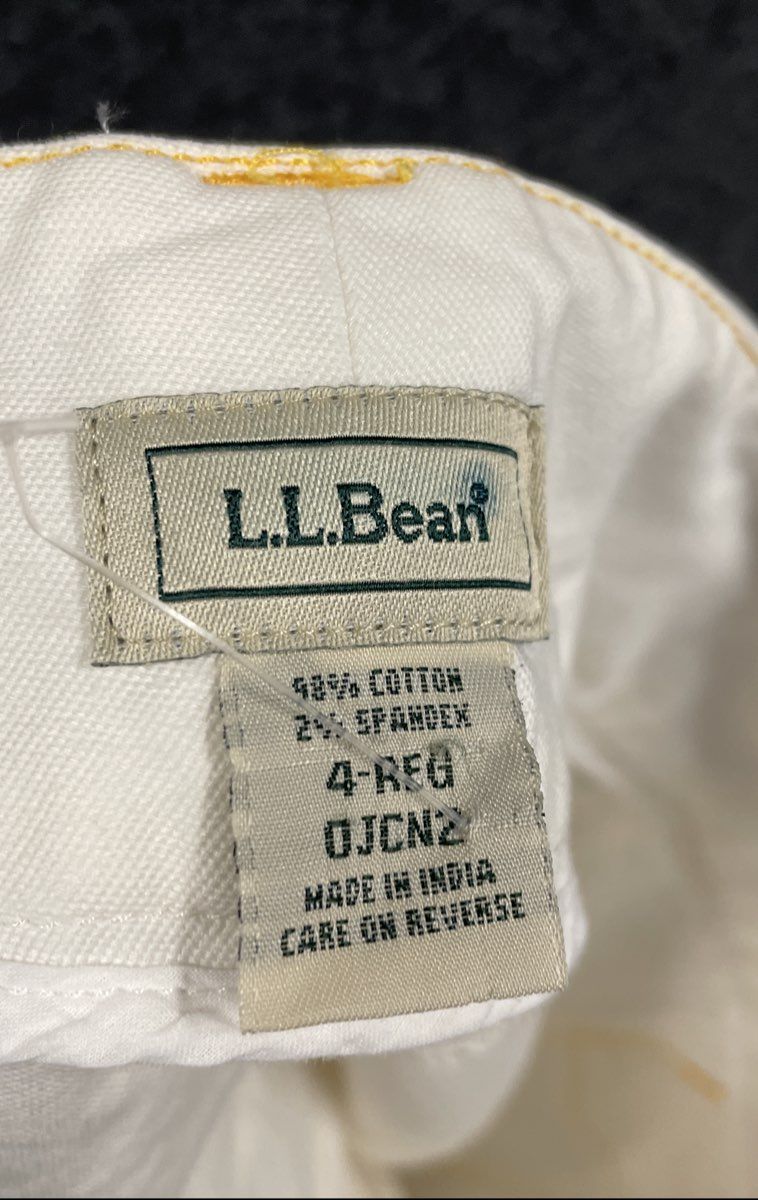 L.L.Bean®
98% COTTON
2% SPANDEX
4-REG
0JCN2
MADE IN INDIA
CARE ON REVERSE